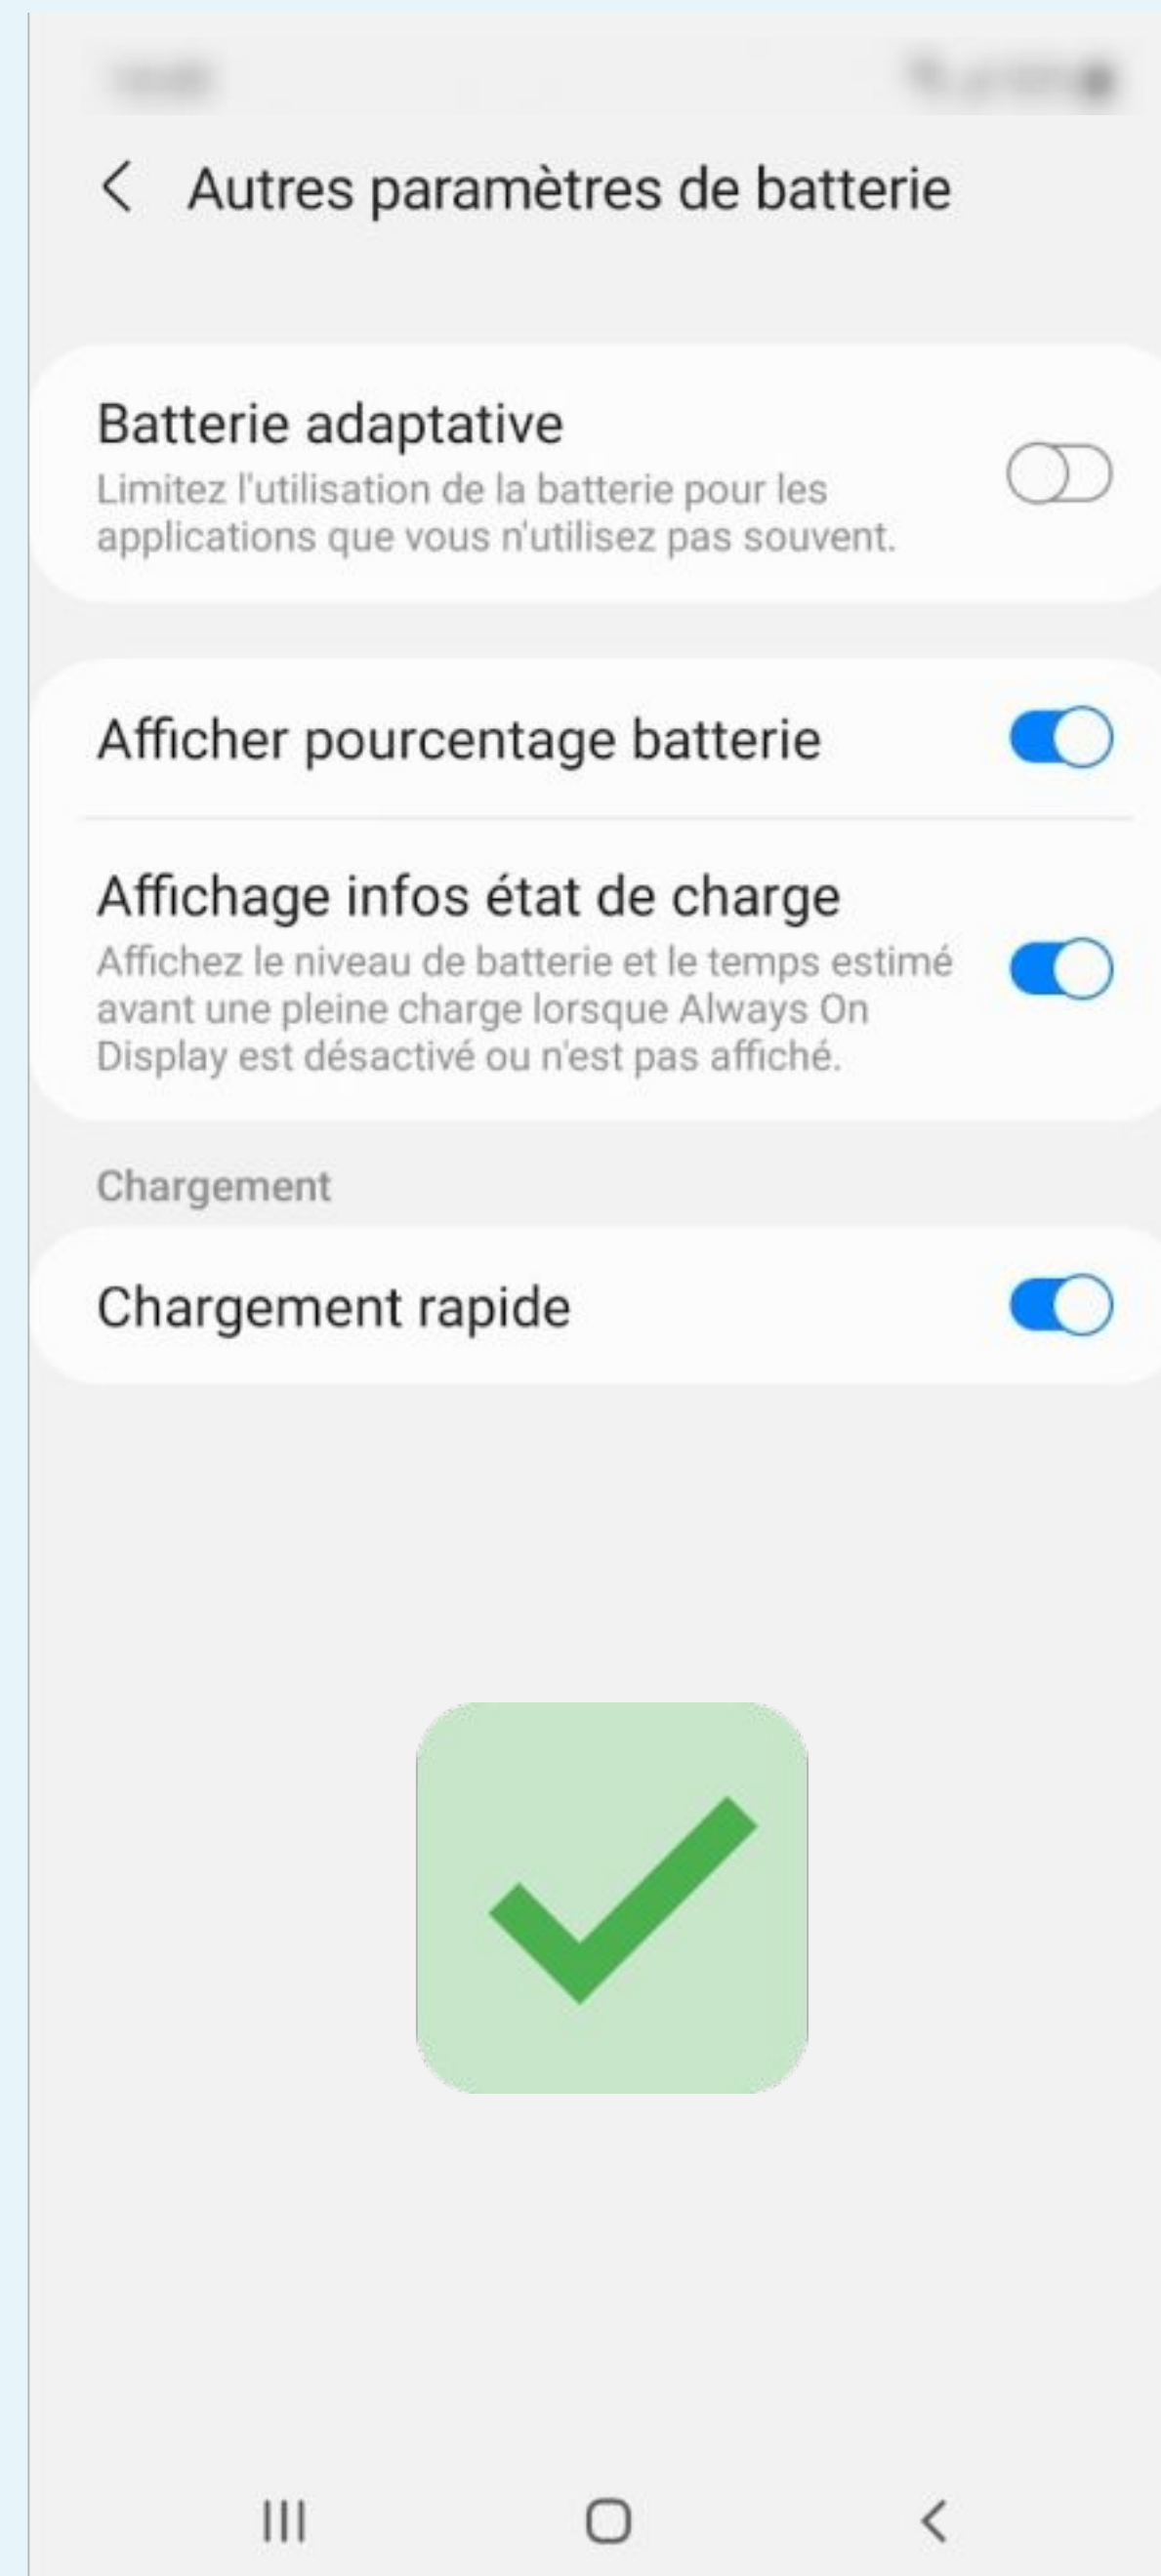 Autres paramètres de batterie
Batterie adaptative
Limitez l'utilisation de la batterie pour les
applications que vous n'utilisez pas souvent.
Afficher pourcentage batterie
Affichage infos état de charge
Affichez le niveau de batterie et le temps estimé
avant une pleine charge lorsque Always On
Display est désactivé ou n'est pas affiché.
Chargement
Chargement rapide